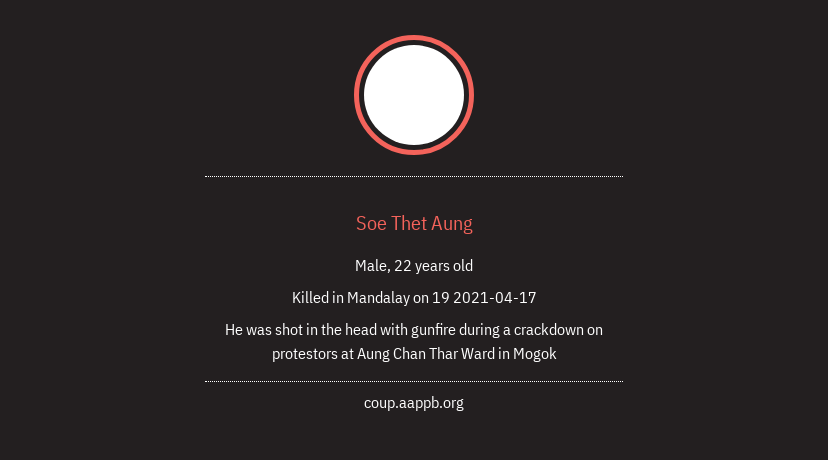 Soe Thet Aung
Male, 22 years old
Killed in Mandalay on 19 2021-04-17
He was shot in the head with gunfire during a crackdown on
protestors at Aung Chan Thar Ward in Mogok
coup.aappb.org